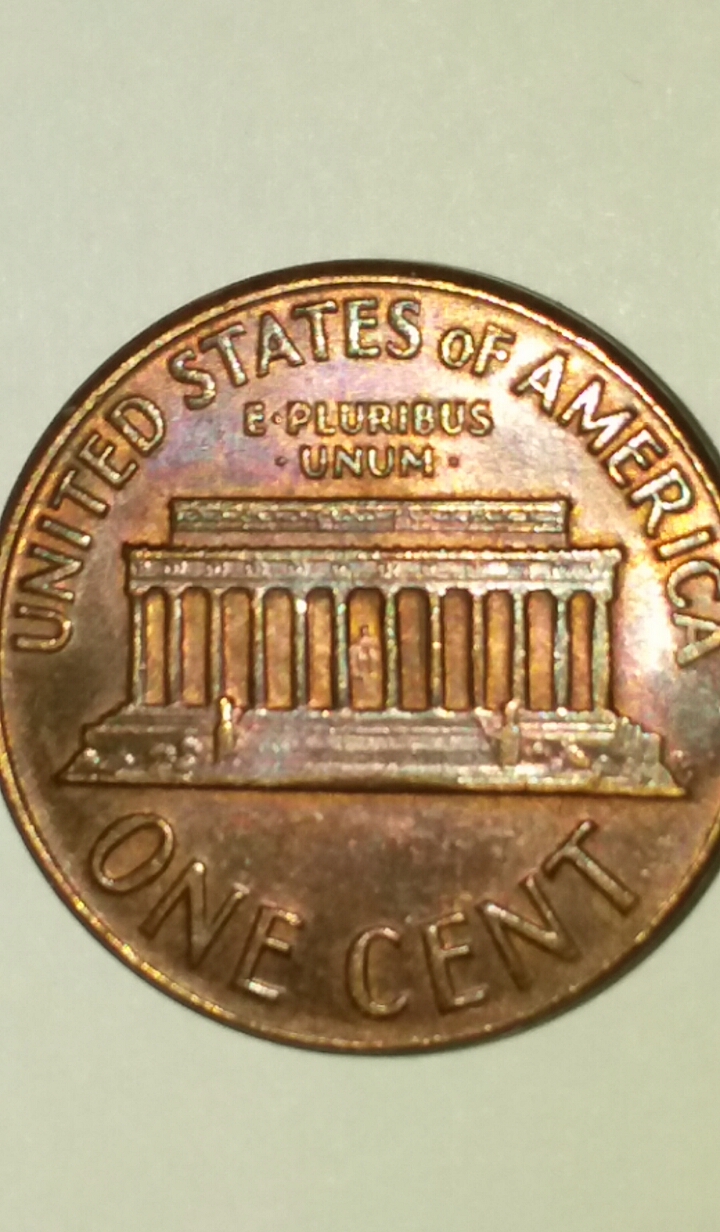 UNITED STATES OF AMERICA
E·PLURIBUS
·UNUM·
ONE CENT